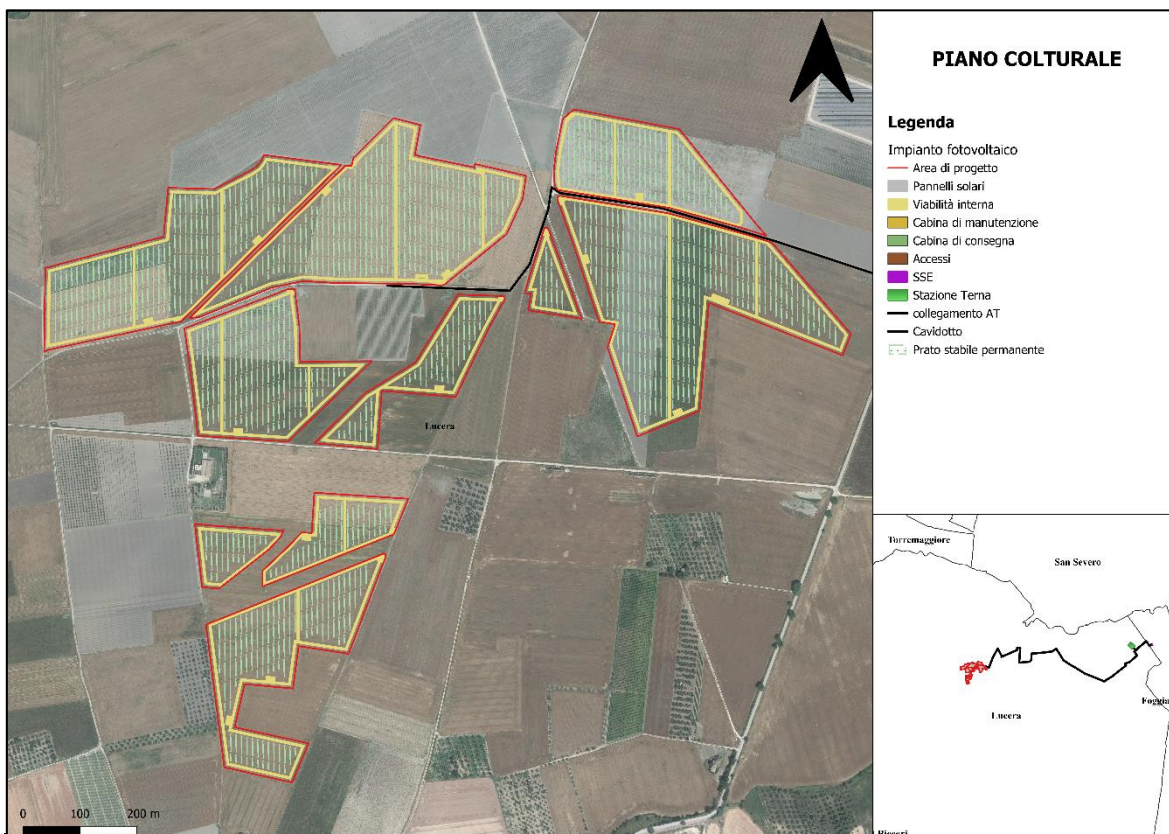 PIANO COLTURALE
Legenda
Impianto fotovoltaico
Area di progetto
Pannelli solari
Viabilità interna
Cabina di manutenzione
Cabina di consegna
Accessi
SSE
Stazione Terna
collegamento AT
Cavidotto
Prato stabile permanente
Lucera
0 100 200 m
Torremaggiore
San Severo
Lucera
Foggia